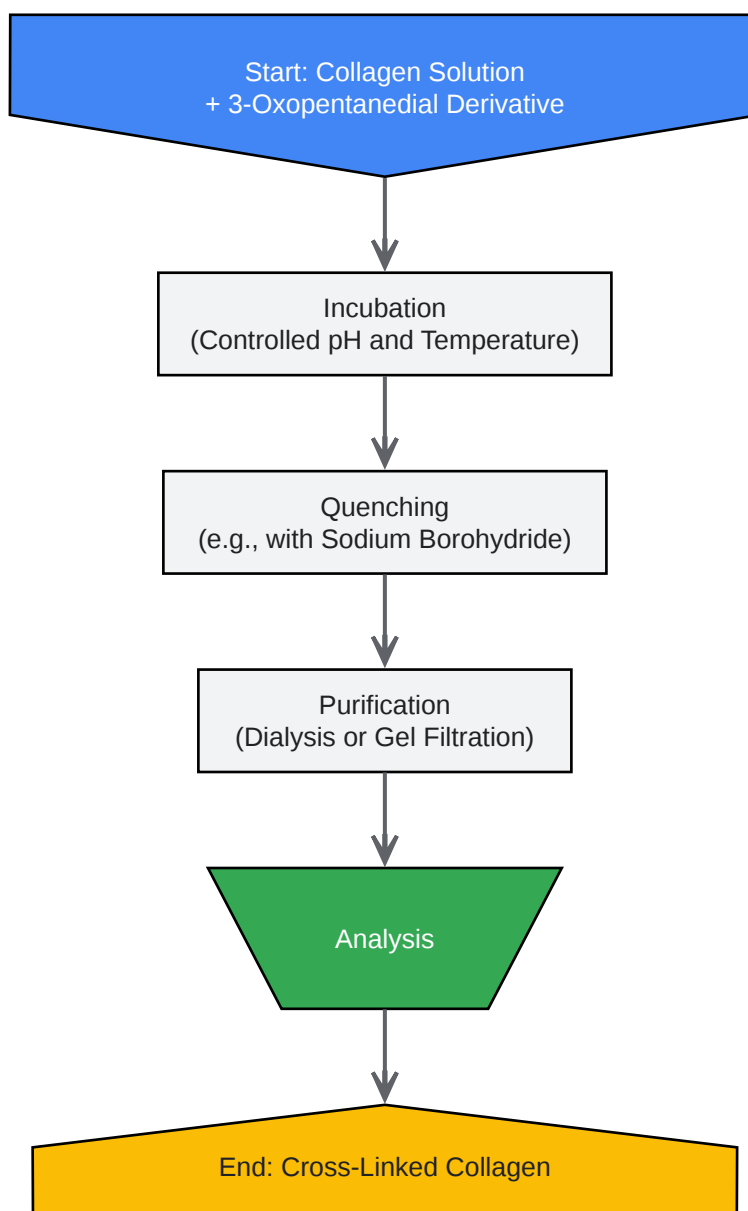 Start: Collagen Solution
+ 3-Oxopentanedial Derivative
Incubation
(Controlled pH and Temperature)
Quenching
(e.g., with Sodium Borohydride)
Purification
(Dialysis or Gel Filtration)
Analysis
End: Cross-Linked Collagen